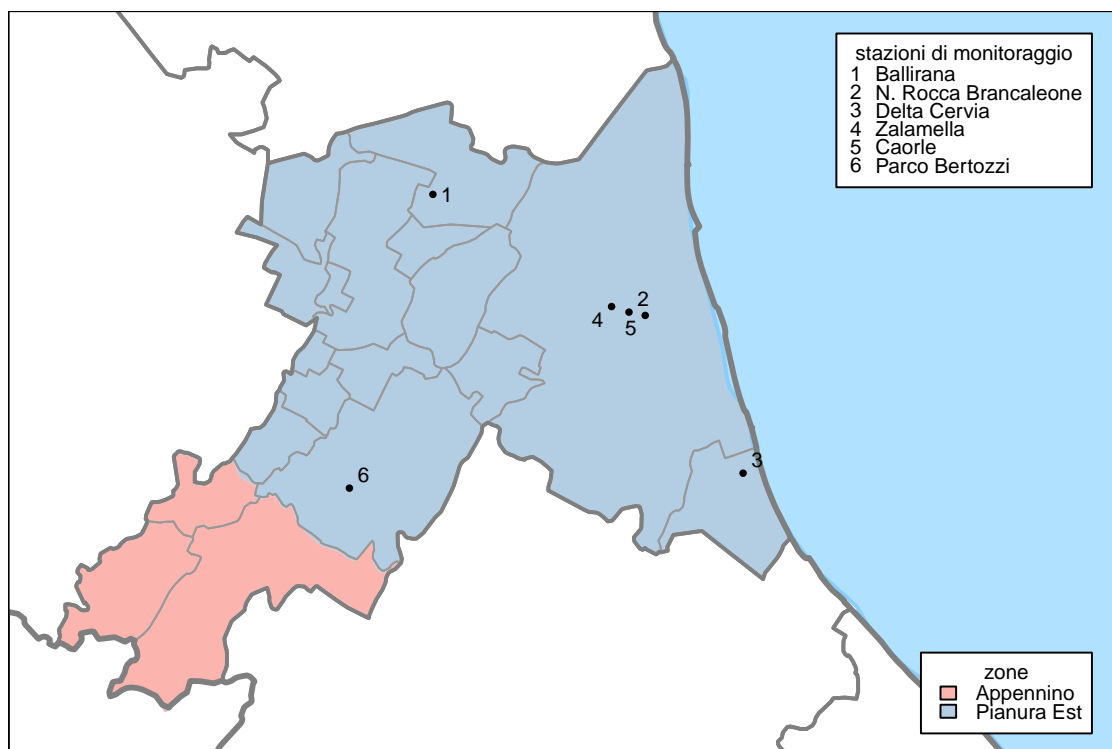 stazioni di monitoraggio
1 Ballirana
2 N. Rocca Brancaleone
3 Delta Cervia
4 Zalamella
5 Caorle
6 Parco Bertozzi
1
2
4
5
3
6
zone
Appennino
Pianura Est